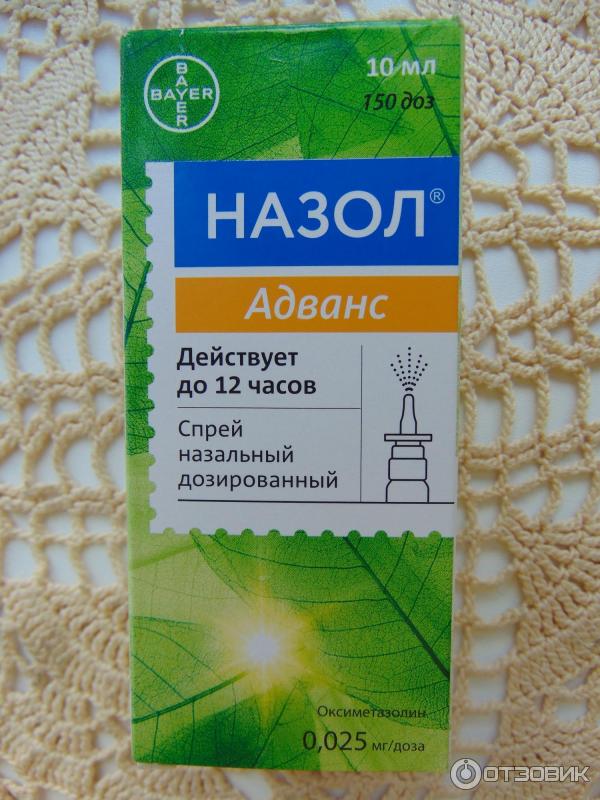 BAYER
BAYER
10 мл
150 доз
НАЗОЛ®
Адванс
Действует
до 12 часов
Спрей
назальный
дозированный
Оксиметазолин
0,025 мг/доза
ОТЗОВИК